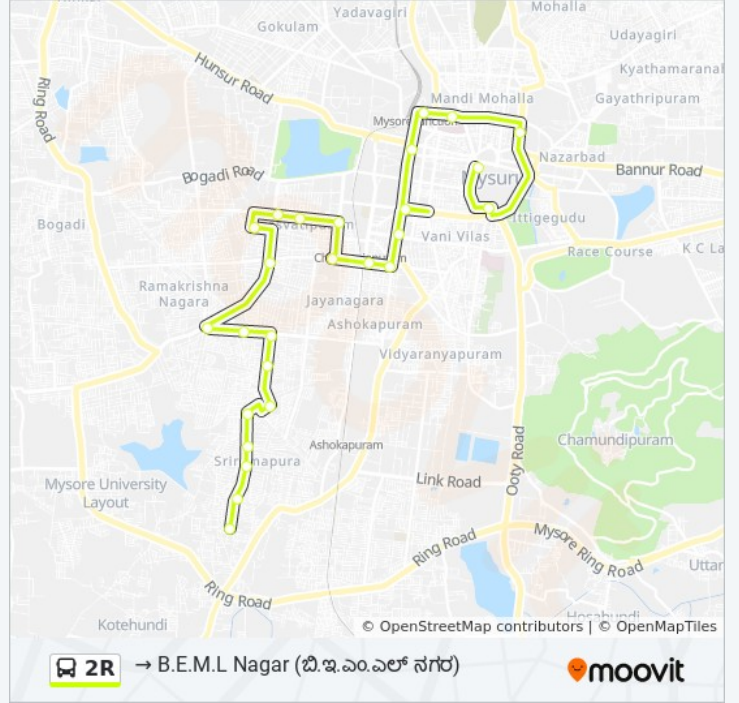 Yadavagiri
Mohalla
Gokulam
Udayagiri
Hunsur Road
Kyathamaranal
Ring Road
Mandi Mohalla
Gayathripuram
Nazarbad
Bogadi Road
Bannur Road
Mysuru
Ittigegudu
Bogadi
Vani Vilas
Race Course
K C La
Ramakrishna
Nagara
Jayanagara
Ashokapuram
Vidyaranyapuram
Ooty Road
Chamundipuram
Ashokapuram
Mysore University
Layout
Link Road
Ring Road
Mysore Ring Road
Uttar
Ring Road
Kotehundi
© OpenStreetMap contributors | © OpenMapTiles
2R → B.E.M.L Nagar (ಬಿ.ಇ.ಎಂ.ಎಲ್ ನಗರ)
moovit